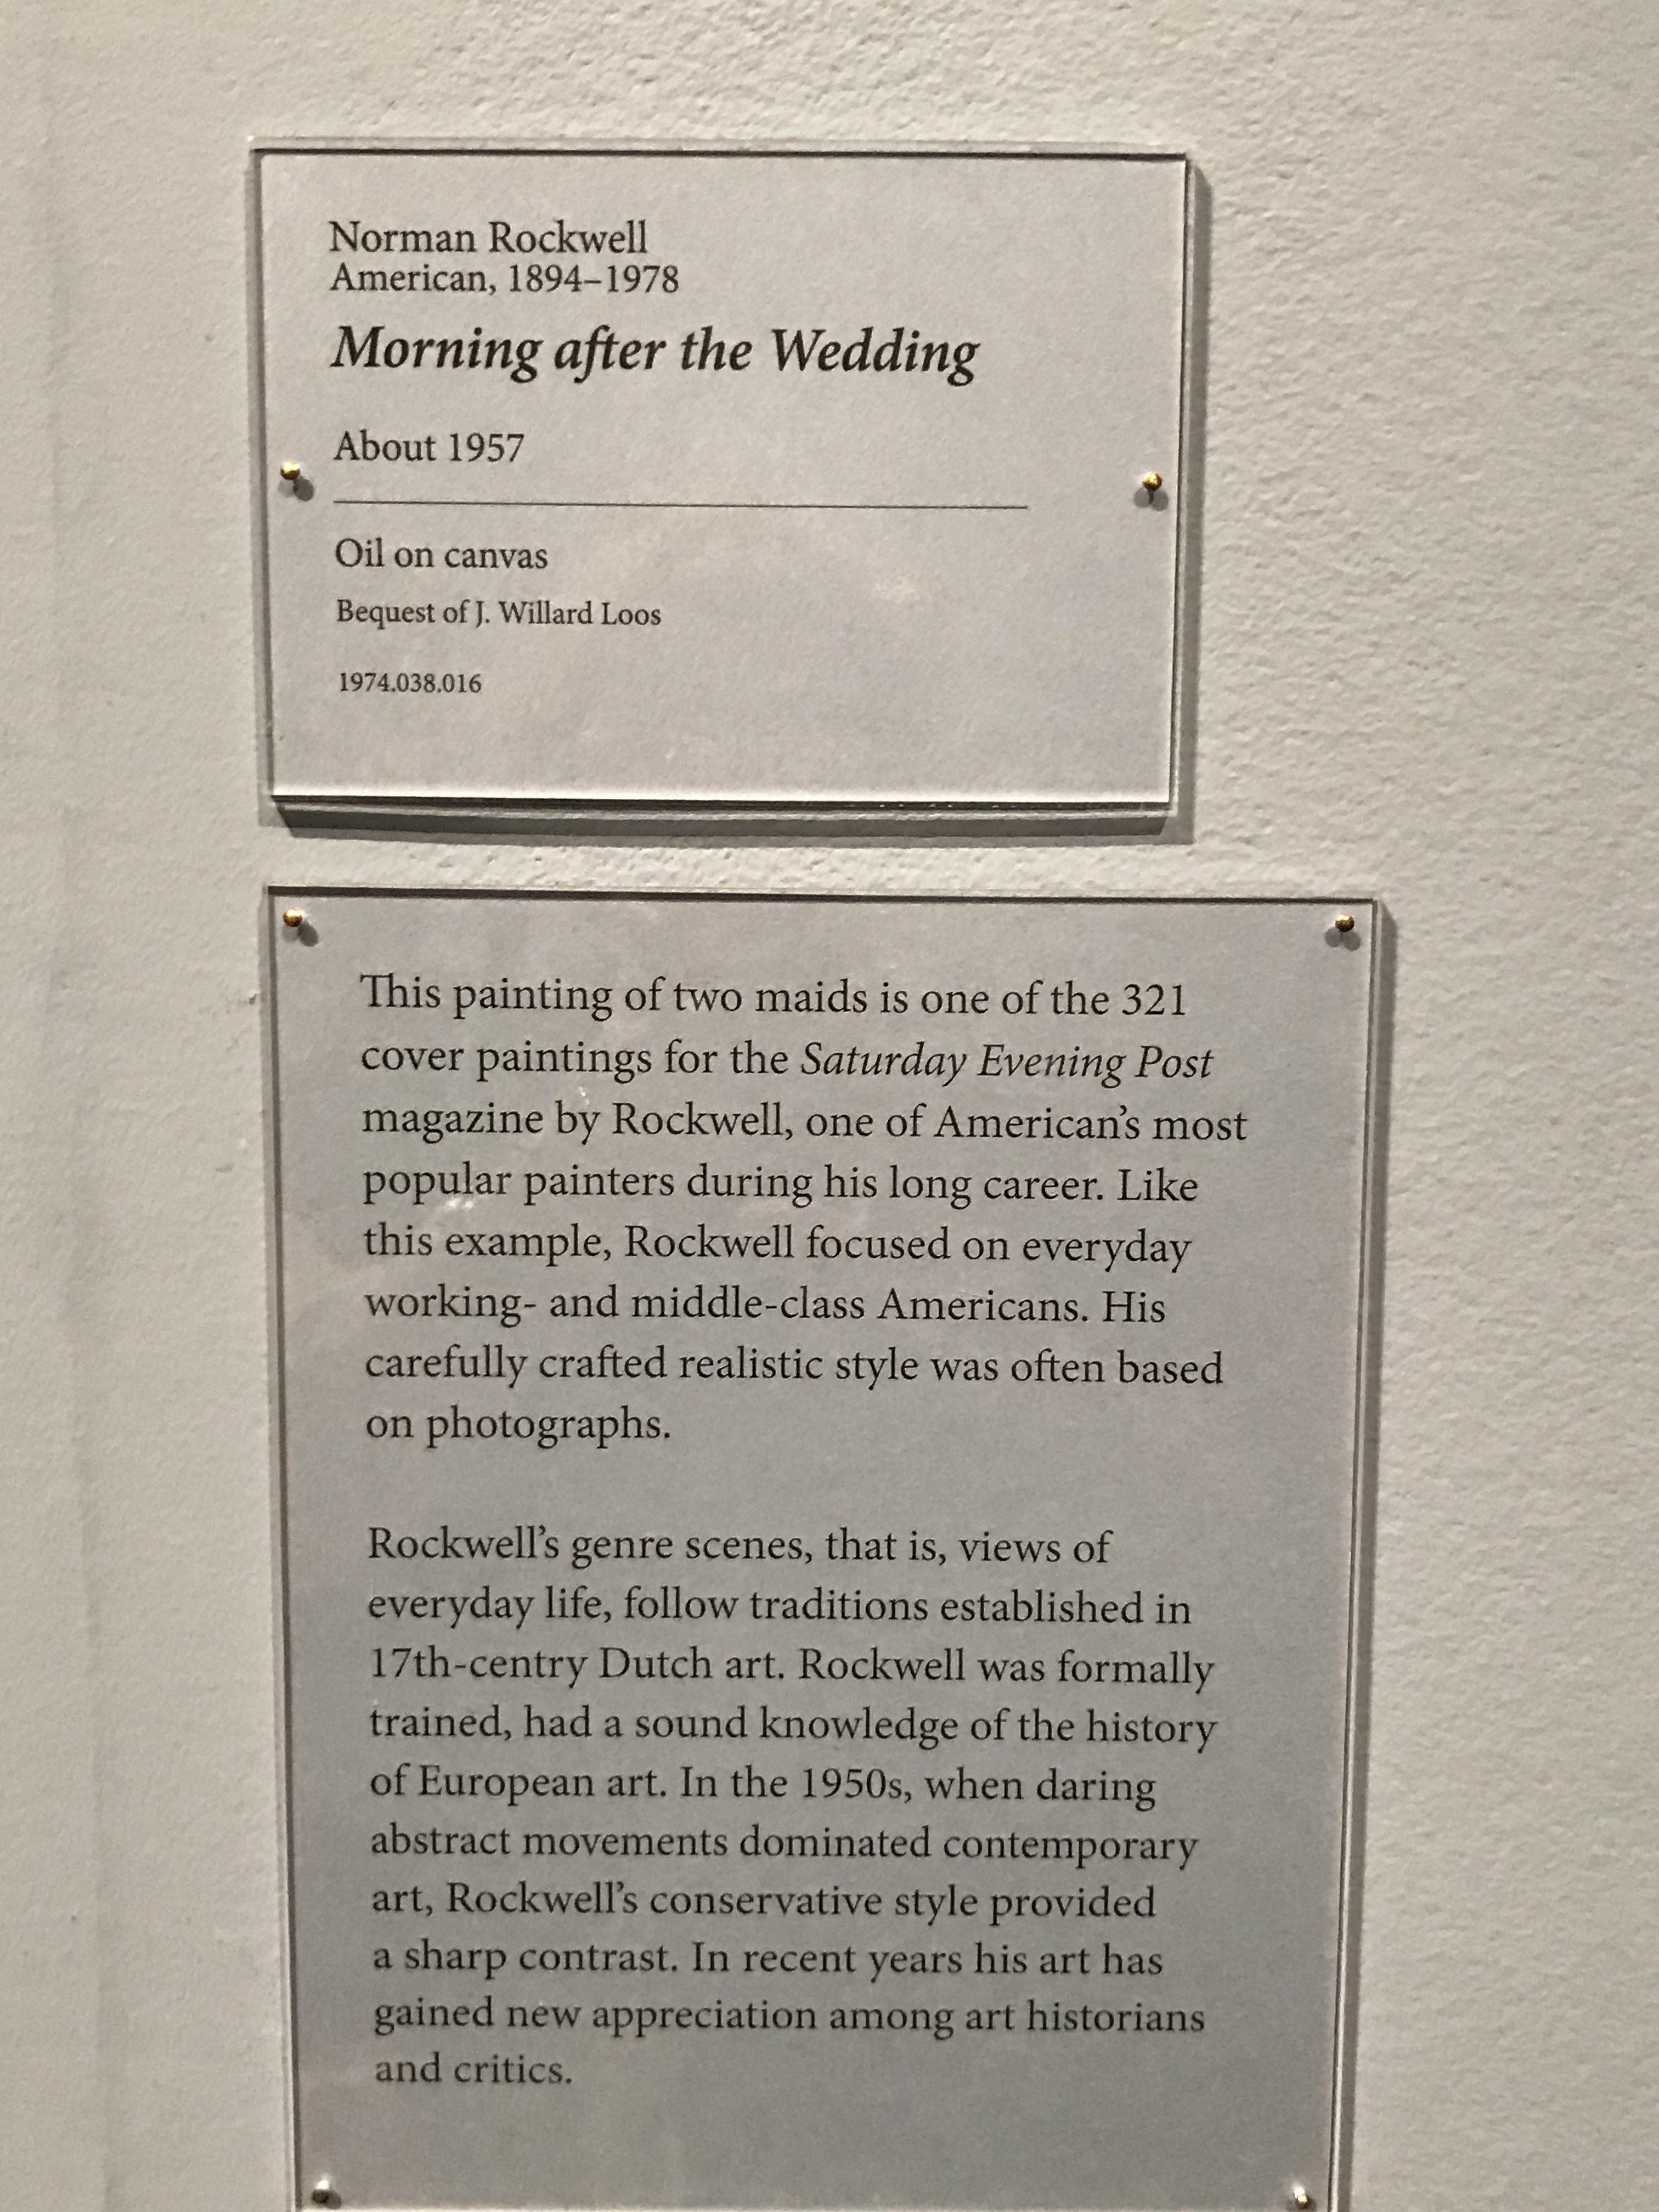 Norman Rockwell
American, 1894–1978
Morning after the Wedding
About 1957
Oil on canvas
Bequest of J. Willard Loos
1974.038.016
This painting of two maids is one of the 321
cover paintings for the Saturday Evening Post
magazine by Rockwell, one of American’s most
popular painters during his long career. Like
this example, Rockwell focused on everyday
working- and middle-class Americans. His
carefully crafted realistic style was often based
on photographs.
Rockwell’s genre scenes, that is, views of
everyday life, follow traditions established in
17th-centry Dutch art. Rockwell was formally
trained, had a sound knowledge of the history
of European art. In the 1950s, when daring
abstract movements dominated contemporary
art, Rockwell’s conservative style provided
a sharp contrast. In recent years his art has
gained new appreciation among art historians
and critics.